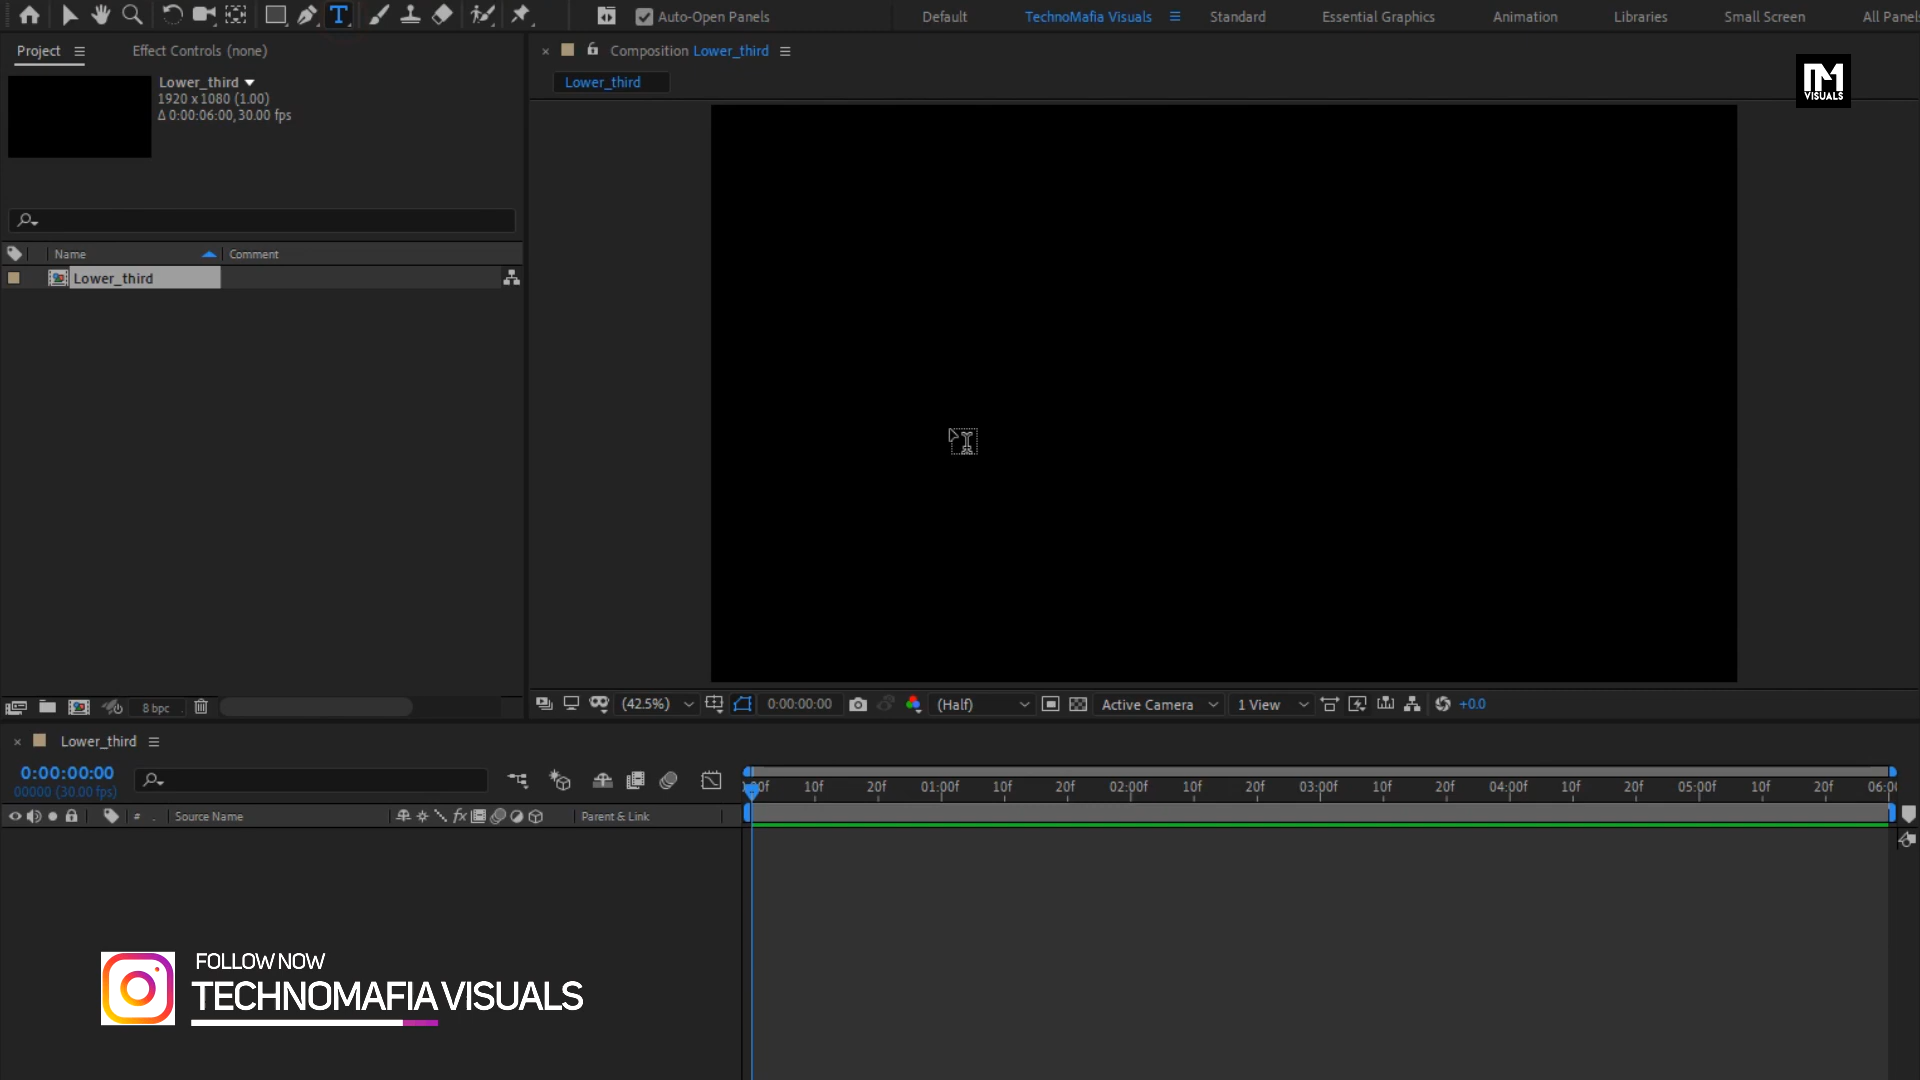 Auto-Open Panels
Default
TechnoMafia Visuals
Standard
Essential Graphics
Animation
Libraries
Small Screen
All Panels
Project
Effect Controls (none)
Composition Lower_third
Lower_third
Lower_third
1920 x 1080 (1.00)
Δ 0:00:06:00, 30.00 fps
VISUALS
Name
Comment
Lower_third
8 bpc
(42.5%)
0:00:00:00
(Half)
Active Camera
1 View
+0.0
Lower_third
0:00:00:00
00000 (30.00 fps)
10f
20f
01:00f
10f
20f
02:00f
10f
20f
03:00f
10f
20f
04:00f
10f
20f
05:00f
10f
20f
#
Source Name
fx
Parent & Link
FOLLOW NOW
TECHNOMAFIA VISUALS